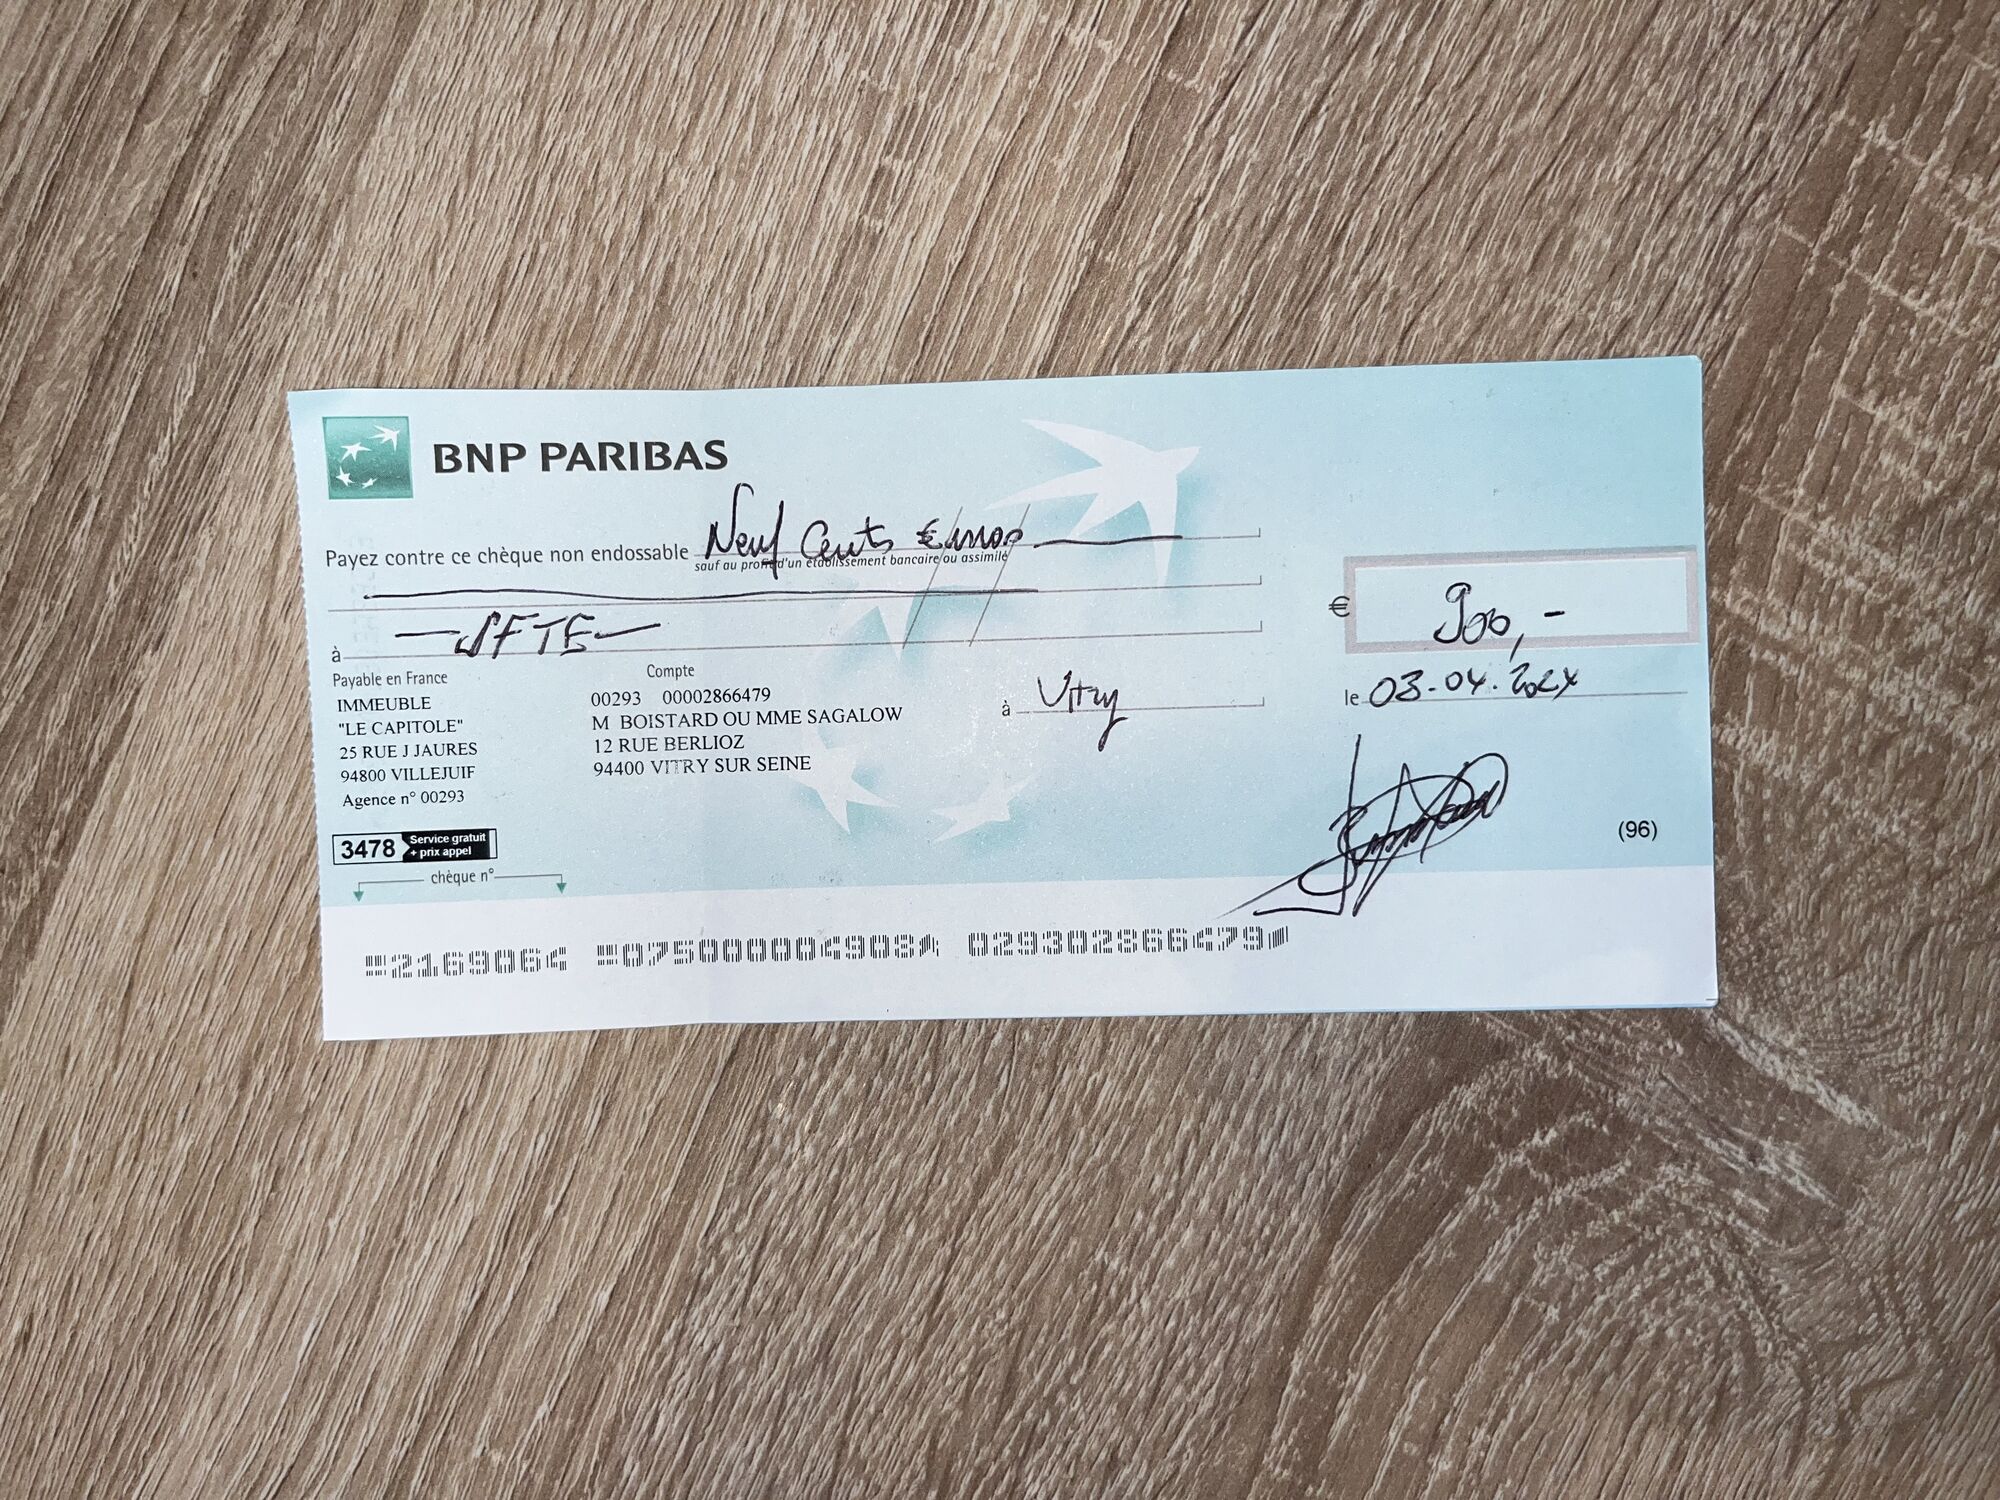 BNP PARIBAS
Payez contre ce chèque non endossable Neuf Cents €uros
sauf au profit d'un établissement bancaire ou assimilé
€ 900,-
à
Payable en France
IMMEUBLE
"LE CAPITOLE"
25 RUE J JAURES
94800 VILLEJUIF
Agence n° 00293
Compte
00293 00002866479
M BOISTARD OU MME SAGALOW
12 RUE BERLIOZ
94400 VITRY SUR SEINE
à Vitry
le 03-04.2024
3478 Service gratuit
+ prix appel
(96)
chèque n°
2169064 075000004908 029302866479